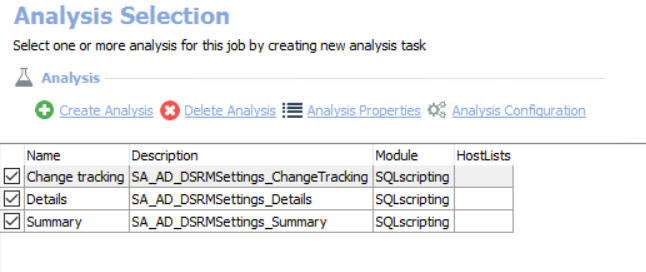 Analysis Selection
Select one or more analysis for this job by creating new analysis task
Analysis
Create Analysis Delete Analysis Analysis Properties Analysis Configuration
Name Description Module HostLists
Change tracking SA_AD_DSRMSettings_ChangeTracking SQLscripting
Details SA_AD_DSRMSettings_Details SQLscripting
Summary SA_AD_DSRMSettings_Summary SQLscripting